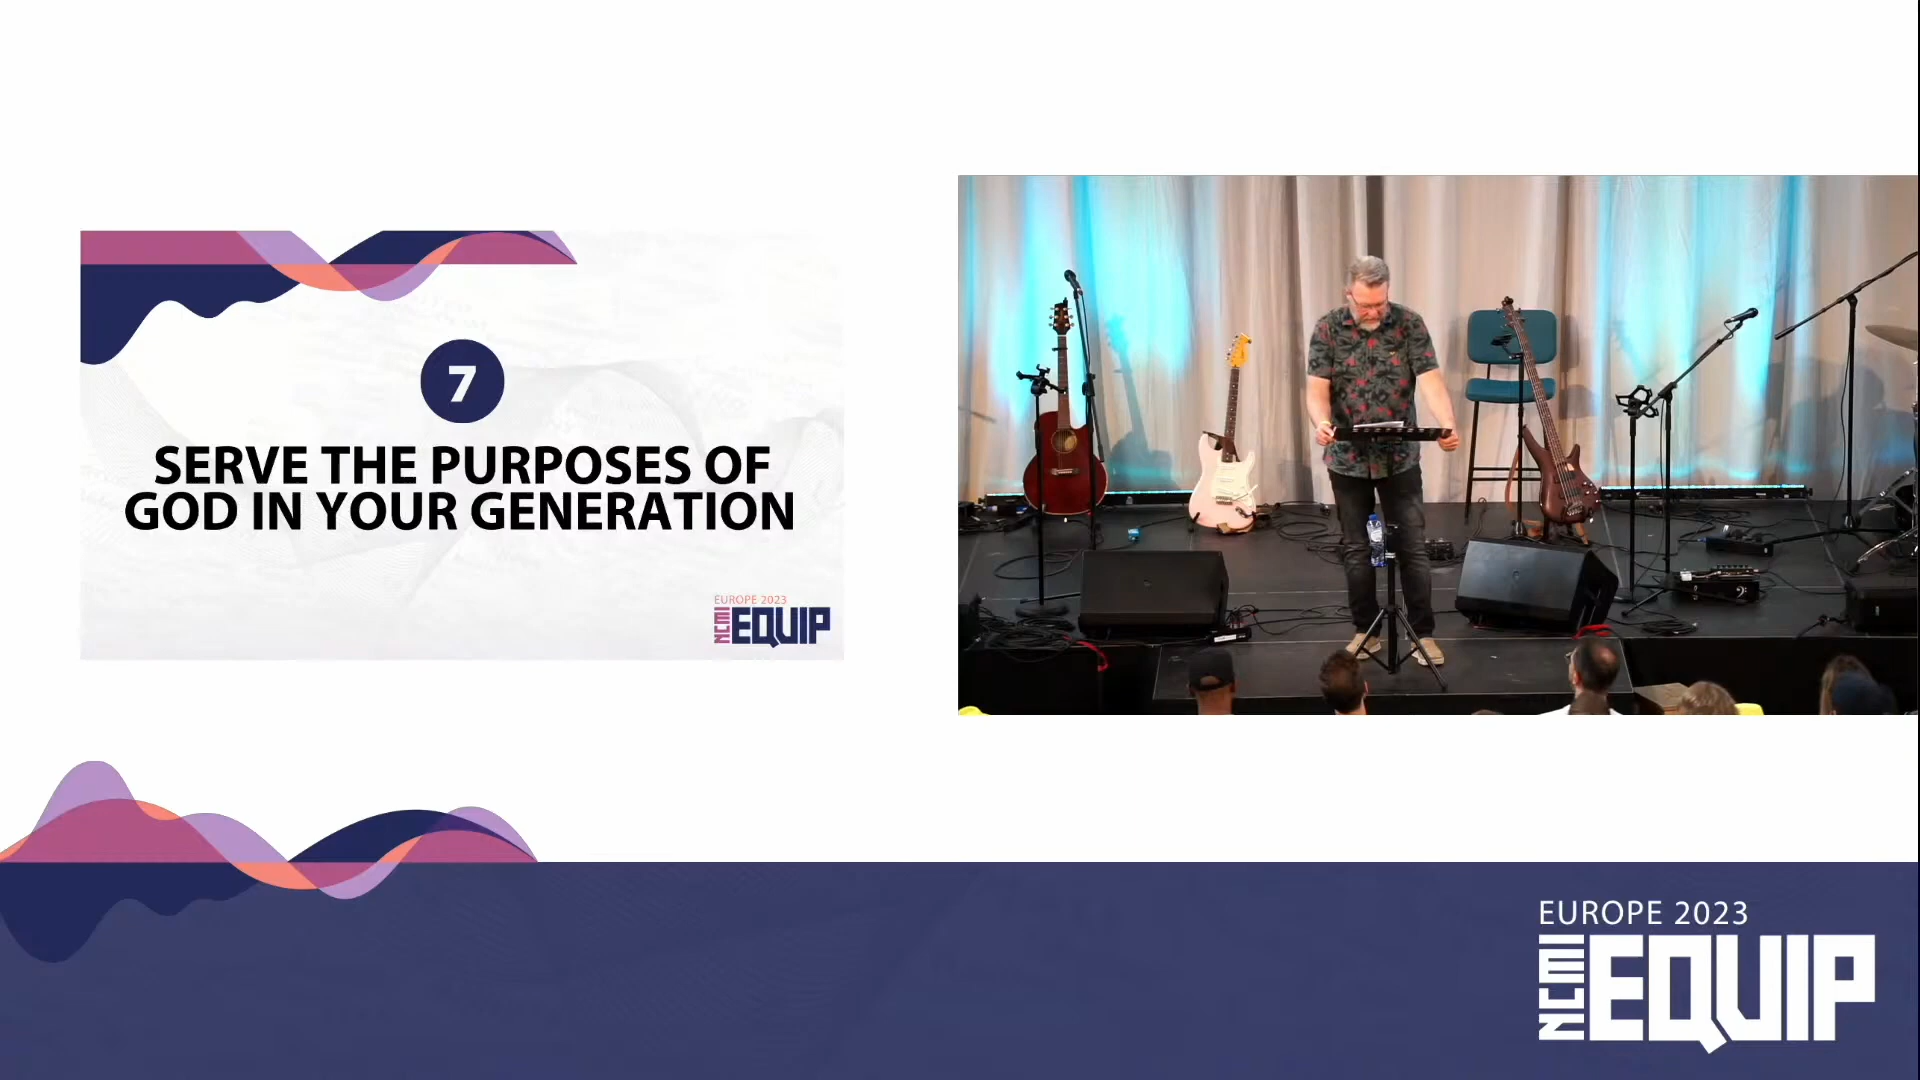 7
SERVE THE PURPOSES OF
GOD IN YOUR GENERATION
EUROPE 2023
NCMI EQUIP
EUROPE 2023
NCMI EQUIP